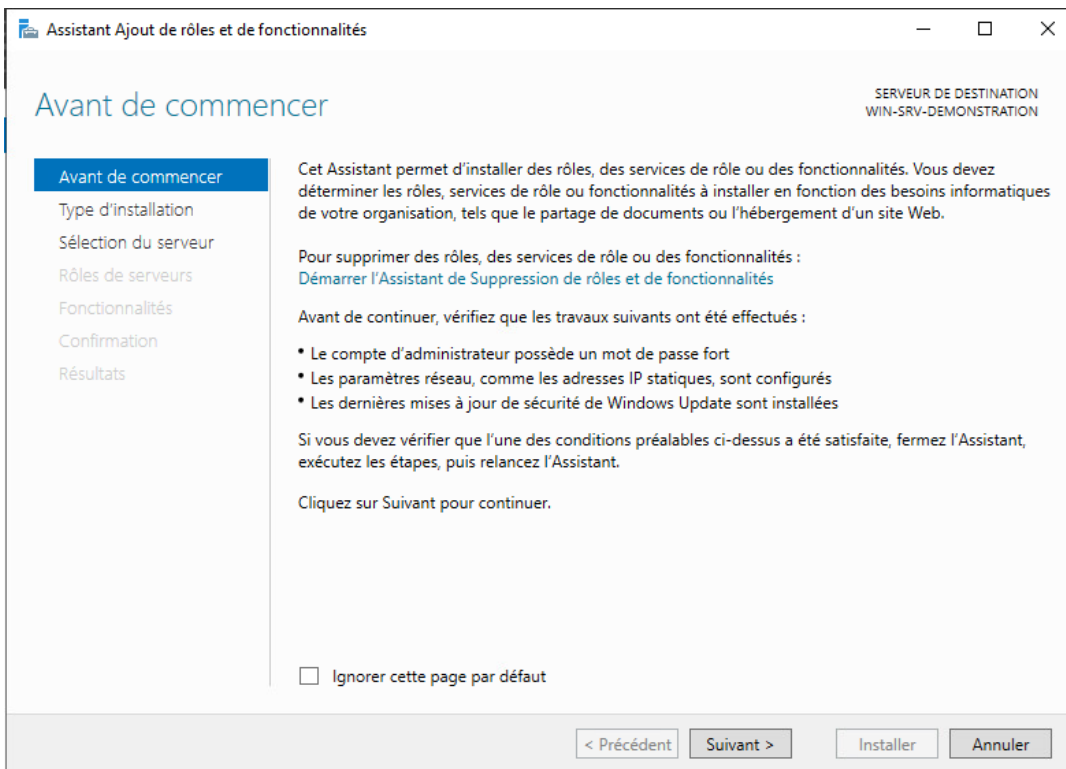 Assistant Ajout de rôles et de fonctionnalités
Avant de commencer
SERVEUR DE DESTINATION
WIN-SRV-DEMONSTRATION
Avant de commencer
Type d'installation
Sélection du serveur
Rôles de serveurs
Fonctionnalités
Confirmation
Résultats
Cet Assistant permet d'installer des rôles, des services de rôle ou des fonctionnalités. Vous devez
déterminer les rôles, services de rôle ou fonctionnalités à installer en fonction des besoins informatiques
de votre organisation, tels que le partage de documents ou l'hébergement d'un site Web.
Pour supprimer des rôles, des services de rôle ou des fonctionnalités :
Démarrer l'Assistant de Suppression de rôles et de fonctionnalités
Avant de continuer, vérifiez que les travaux suivants ont été effectués :
• Le compte d'administrateur possède un mot de passe fort
• Les paramètres réseau, comme les adresses IP statiques, sont configurés
• Les dernières mises à jour de sécurité de Windows Update sont installées
Si vous devez vérifier que l'une des conditions préalables ci-dessus a été satisfaite, fermez l'Assistant,
exécutez les étapes, puis relancez l'Assistant.
Cliquez sur Suivant pour continuer.
Ignorer cette page par défaut
< Précédent
Suivant >
Installer
Annuler